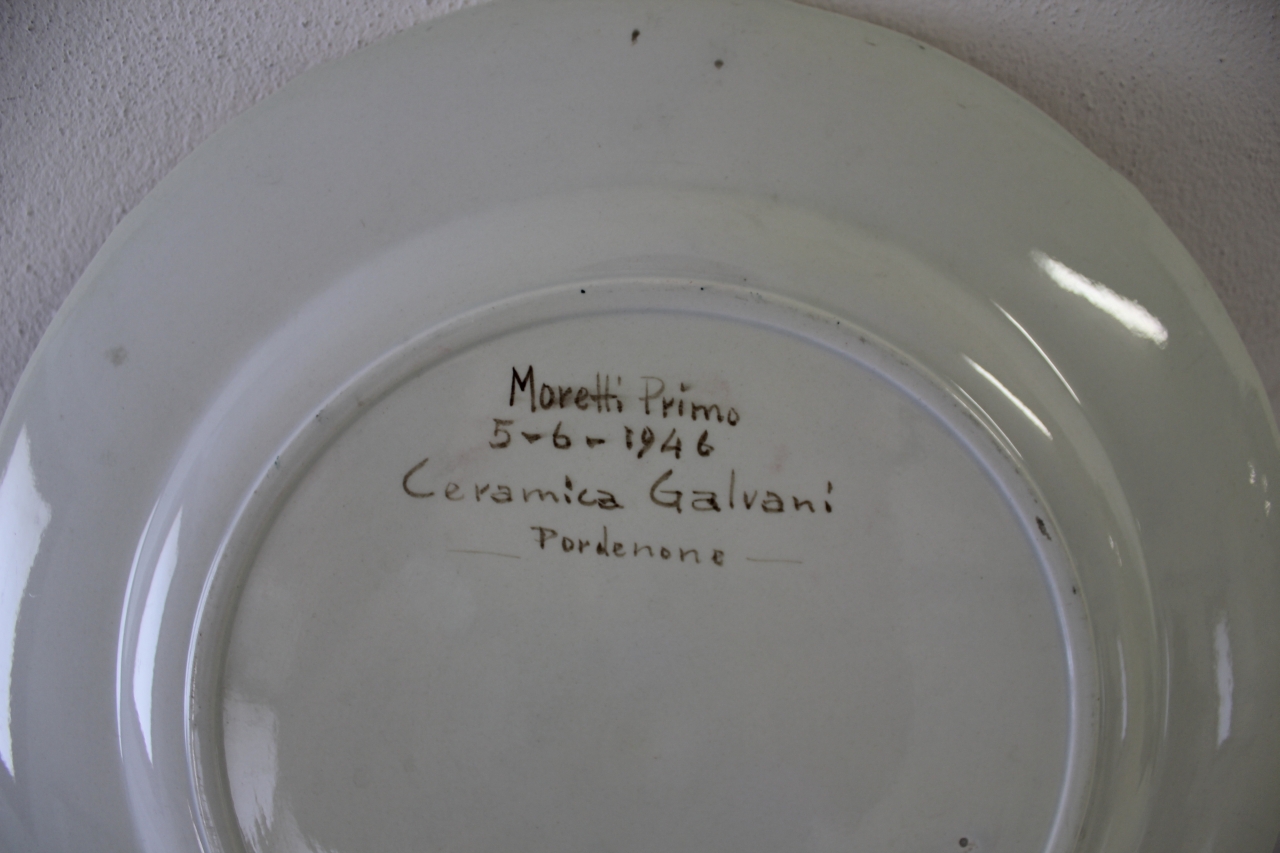 Moretti Primo
5-6-1946
Ceramica Galvani
Pordenone